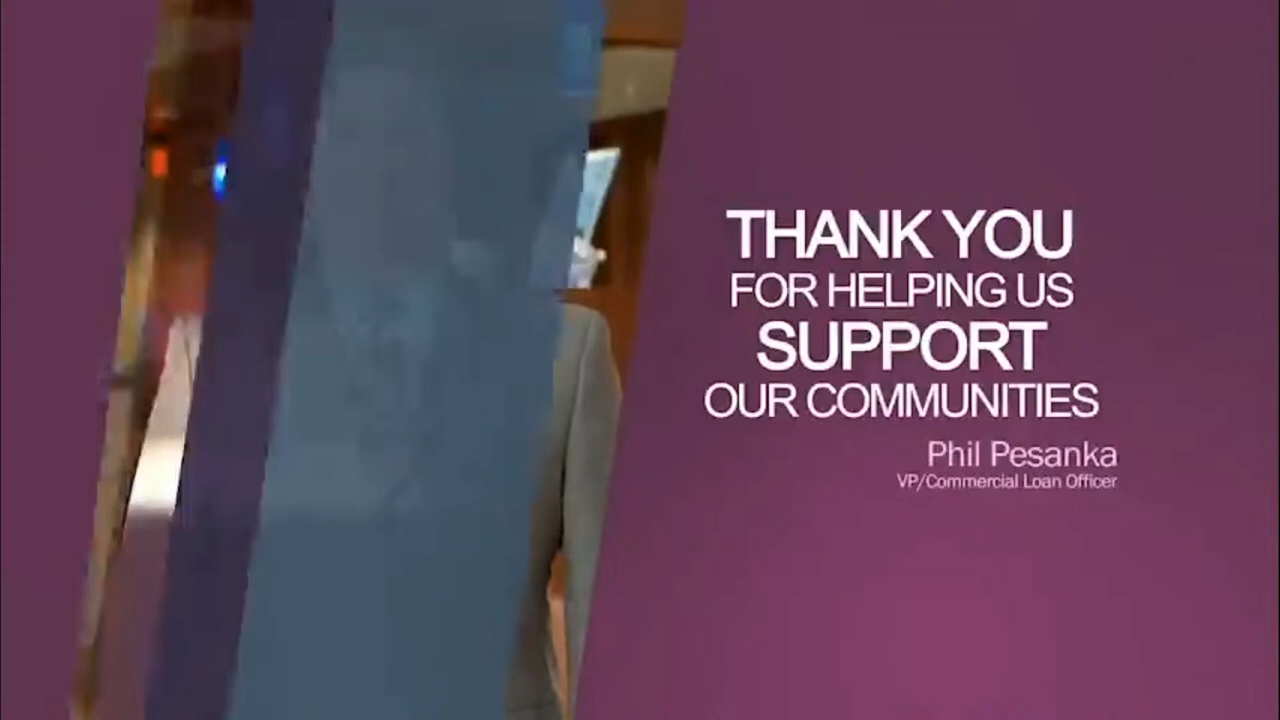 THANK YOU
FOR HELPING US
SUPPORT
OUR COMMUNITIES
Phil Pesanka
VP/Commercial Loan Officer